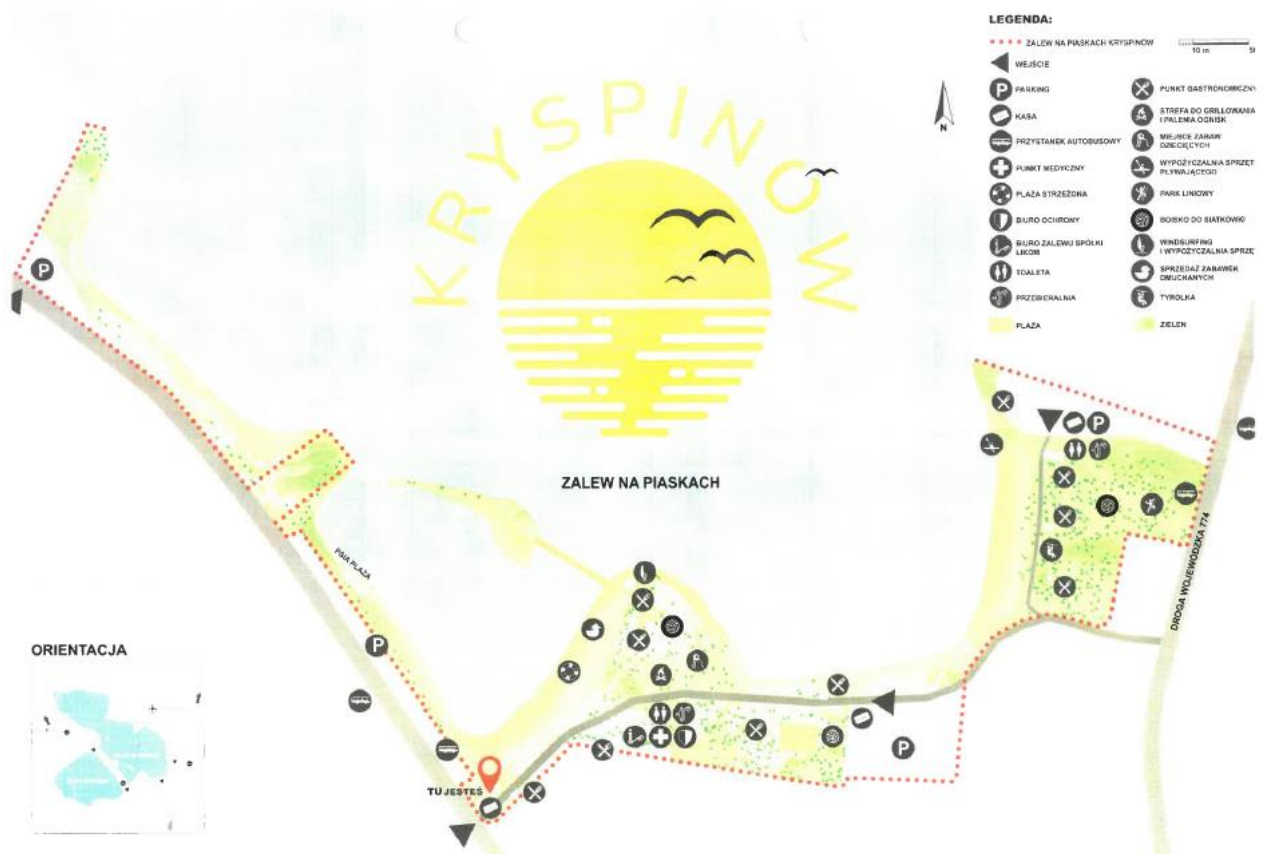 LEGENDA:
ZALEW NA PIASKACH KRYSPINÓW
10 m
WEJŚCIE
P PARKING
KASA
PRZYSTANEK AUTOBUSOWY
PUNKT MEDYCZNY
PLAŻA STRZEŻONA
BIURO OCHRONY
BIURO ZALEWU SPÓŁKI
LIKOM
TOALETA
PRZEBIERALNIA
PLAŻA
PUNKT GASTRONOMICZNY
STREFA DO GRILLOWANIA
I PALENIA OGNISK
MIEJSCE ZABAW
DZIECIĘCYCH
WYPOŻYCZALNIA SPRZĘT
PŁYWAJĄCEGO
PARK LINIOWY
BOISKO DO SIATKÓWKI
WINDSURFING
I WYPOŻYCZALNIA SPRZĘ
SPRZEDAŻ ZABAWEK
DMUCHANYCH
TYROLKA
ZIELEŃ
N
KRYSPINÓW
ZALEW NA PIASKACH
P
PSIA PLAŻA
P
P
P
DROGA WOJEWÓDZKA 774
TU JESTEŚ
ORIENTACJA